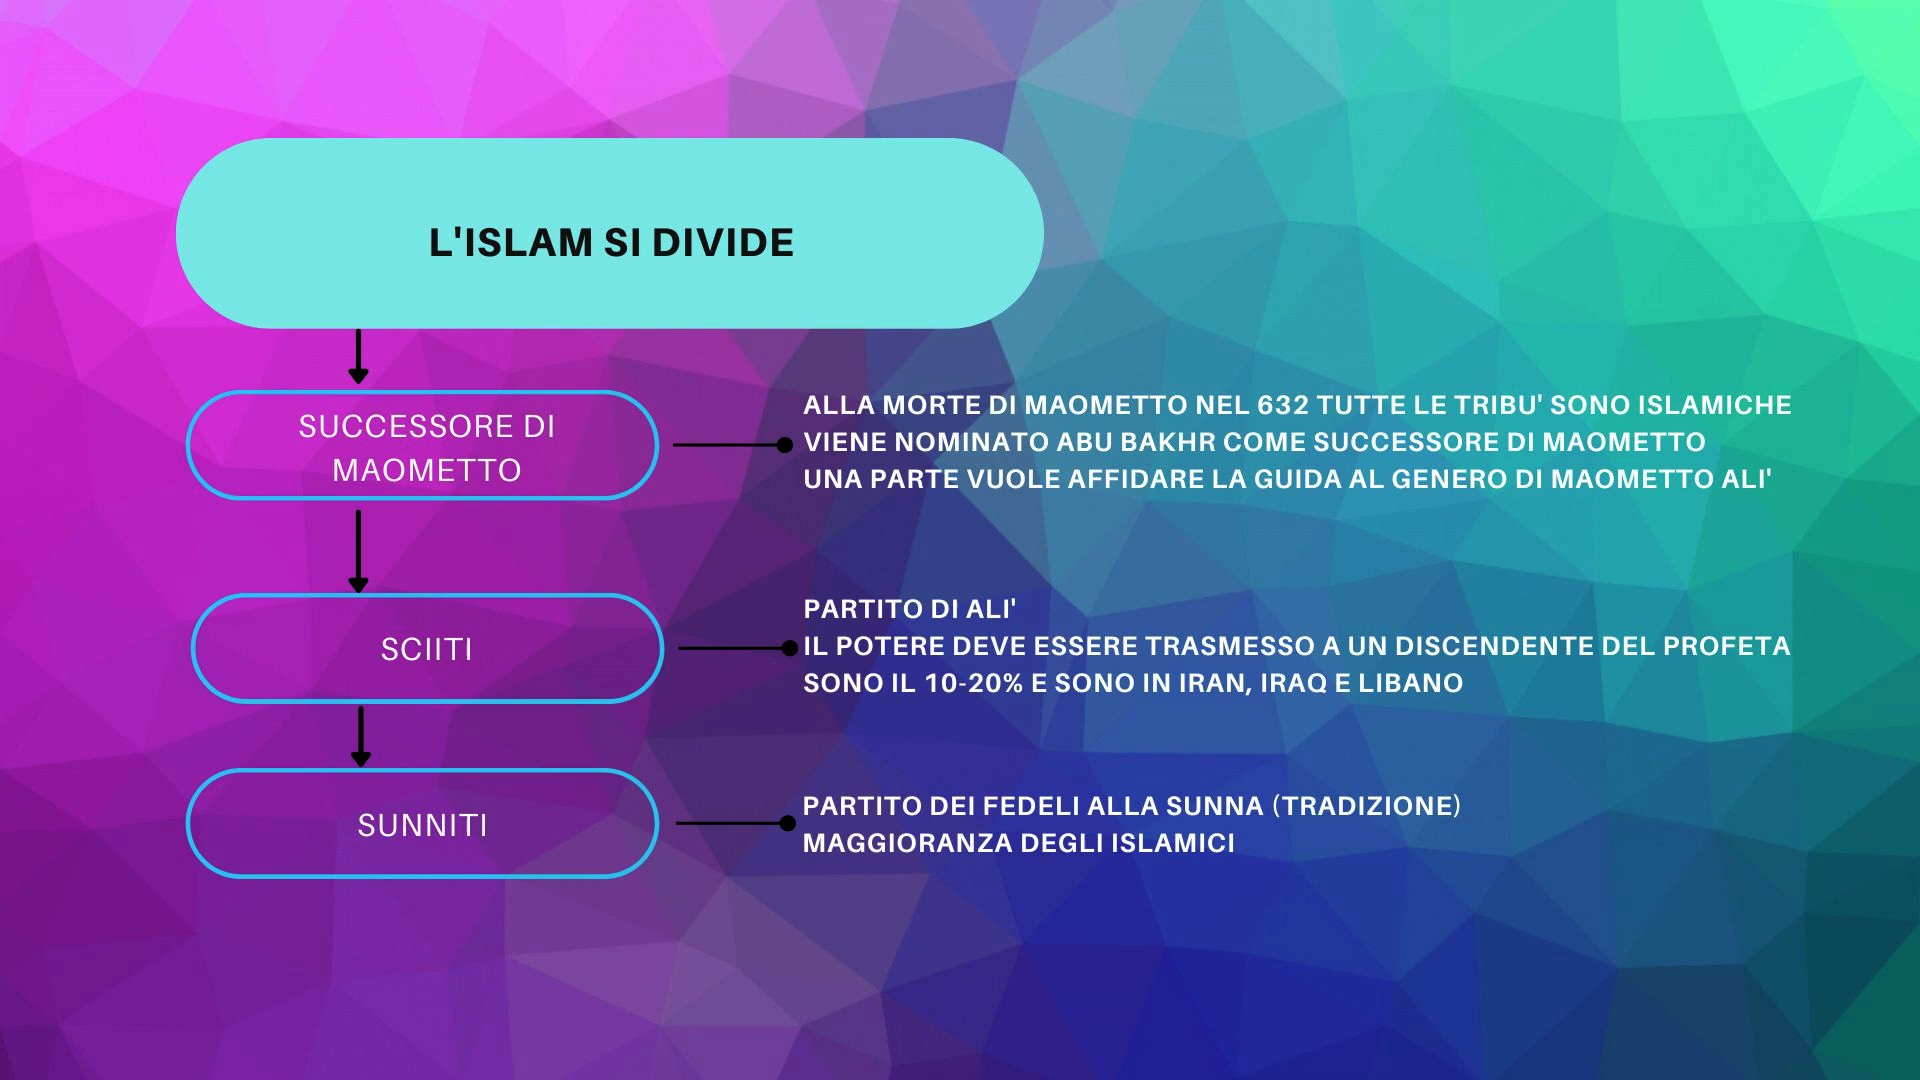 L'ISLAM SI DIVIDE
SUCCESSORE DI
MAOMETTO
ALLA MORTE DI MAOMETTO NEL 632 TUTTE LE TRIBU' SONO ISLAMICHE
VIENE NOMINATO ABU BAKHR COME SUCCESSORE DI MAOMETTO
UNA PARTE VUOLE AFFIDARE LA GUIDA AL GENERO DI MAOMETTO ALI'
SCIITI
PARTITO DI ALI'
IL POTERE DEVE ESSERE TRASMESSO A UN DISCENDENTE DEL PROFETA
SONO IL 10-20% E SONO IN IRAN, IRAQ E LIBANO
SUNNITI
PARTITO DEI FEDELI ALLA SUNNA (TRADIZIONE)
MAGGIORANZA DEGLI ISLAMICI